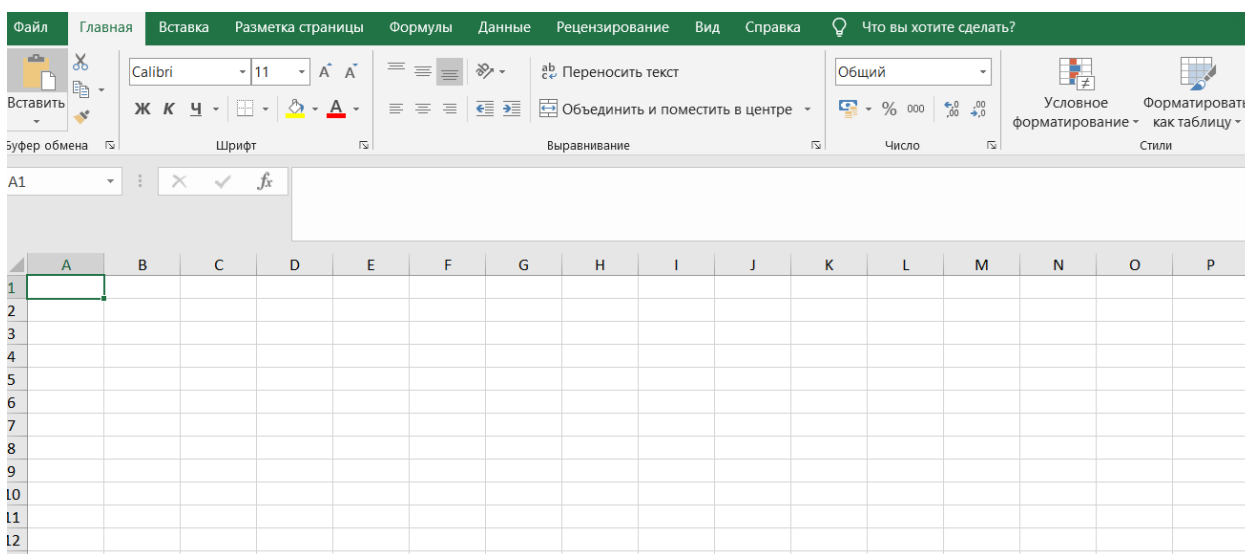 Файл Главная Вставка Разметка страницы Формулы Данные Рецензирование Вид Справка Что вы хотите сделать?
Calibri 11 А А ab Переносить текст Общий
Вставить Ж К Ч А Объединить и поместить в центре % 000 Условное форматирование Форматировать как таблицу
Буфер обмена Шрифт Выравнивание Число Стили
A1 fx
A B C D E F G H I J K L M N O P
1
2
3
4
5
6
7
8
9
10
11
12